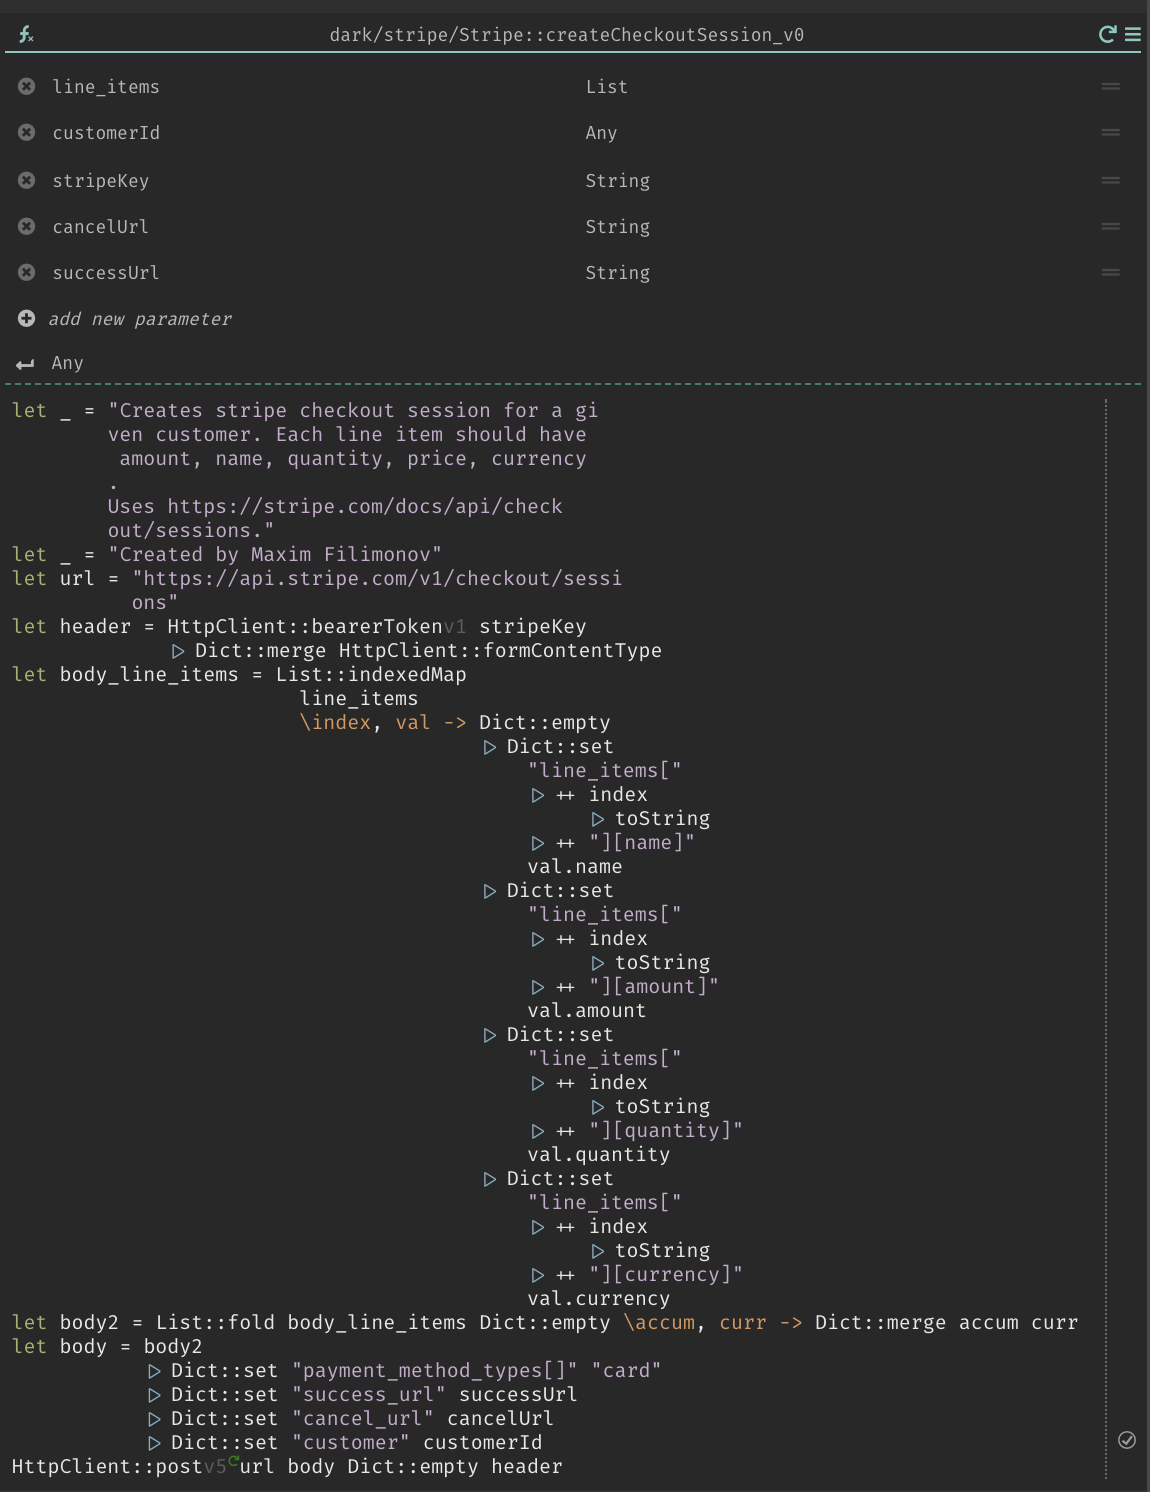 fx dark/stripe/Stripe::createCheckoutSession_v0
line_items List
customerId Any
stripeKey String
cancelUrl String
successUrl String
add new parameter
Any
let _ = "Creates stripe checkout session for a gi
ven customer. Each line item should have
amount, name, quantity, price, currency
.
Uses https://stripe.com/docs/api/check
out/sessions."
let _ = "Created by Maxim Filimonov"
let url = "https://api.stripe.com/v1/checkout/sessi
ons"
let header = HttpClient::bearerTokenv1 stripeKey
▷ Dict::merge HttpClient::formContentType
let body_line_items = List::indexedMap
line_items
\index, val -> Dict::empty
▷ Dict::set
"line_items["
▷ ++ index
▷ toString
▷ ++ "][name]"
val.name
▷ Dict::set
"line_items["
▷ ++ index
▷ toString
▷ ++ "][amount]"
val.amount
▷ Dict::set
"line_items["
▷ ++ index
▷ toString
▷ ++ "][quantity]"
val.quantity
▷ Dict::set
"line_items["
▷ ++ index
▷ toString
▷ ++ "][currency]"
val.currency
let body2 = List::fold body_line_items Dict::empty \accum, curr -> Dict::merge accum curr
let body = body2
▷ Dict::set "payment_method_types[]" "card"
▷ Dict::set "success_url" successUrl
▷ Dict::set "cancel_url" cancelUrl
▷ Dict::set "customer" customerId
HttpClient::postv5 url body Dict::empty header